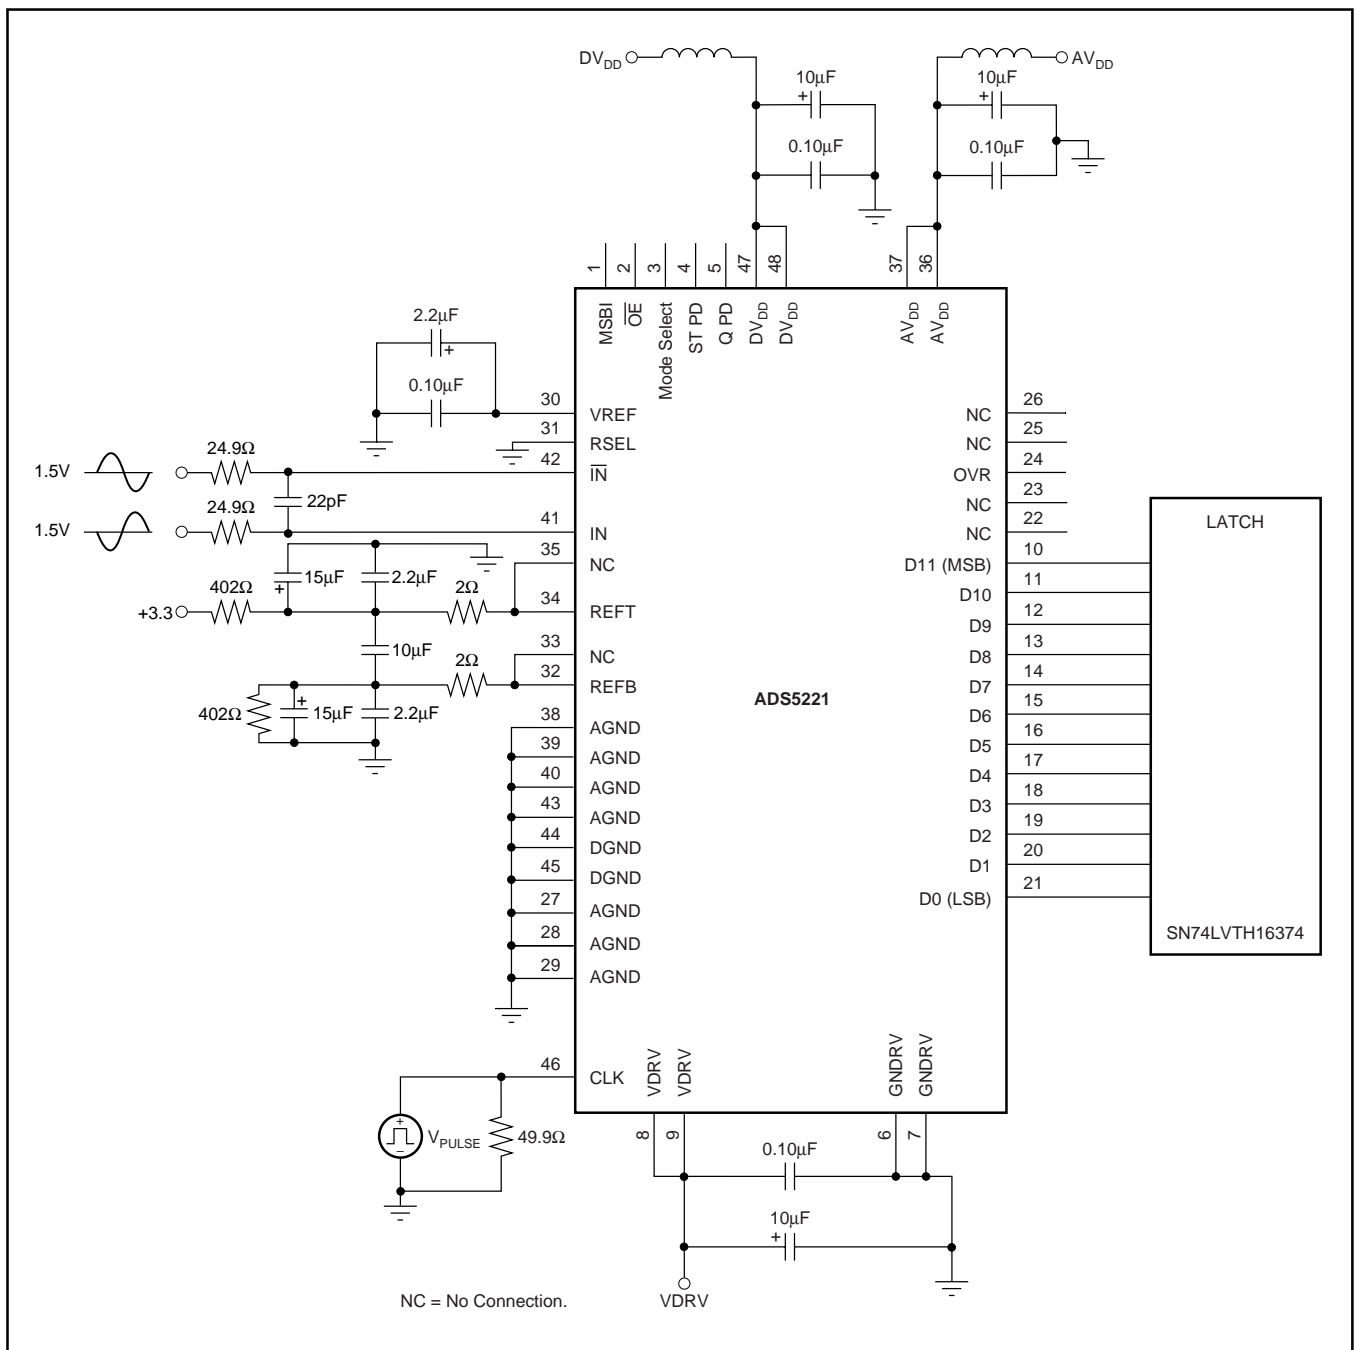 DVDD
AVDD
10μF
+
10μF
+
0.10μF
0.10μF
1
2
3
4
5
47
48
37
36
MSBI
OE
Mode Select
ST PD
Q PD
DVDD
DVDD
AVDD
AVDD
2.2μF
+
0.10μF
30
VREF
31
RSEL
1.5V
24.9Ω
42
IN
22pF
1.5V
24.9Ω
41
IN
35
NC
15μF
+
2.2μF
+3.3
402Ω
2Ω
34
REFT
10μF
33
NC
2Ω
32
REFB
402Ω
+
15μF
2.2μF
38
AGND
39
AGND
40
AGND
43
AGND
44
DGND
45
DGND
27
AGND
28
AGND
29
AGND
46
CLK
+
–
VPULSE
49.9Ω
ADS5221
NC
26
NC
25
OVR
24
NC
23
NC
22
D11 (MSB)
10
D10
11
D9
12
D8
13
D7
14
D6
15
D5
16
D4
17
D3
18
D2
19
D1
20
D0 (LSB)
21
LATCH
SN74LVTH16374
VDRV
VDRV
GNDRV
GNDRV
8
9
6
7
0.10μF
10μF
+
VDRV
NC = No Connection.